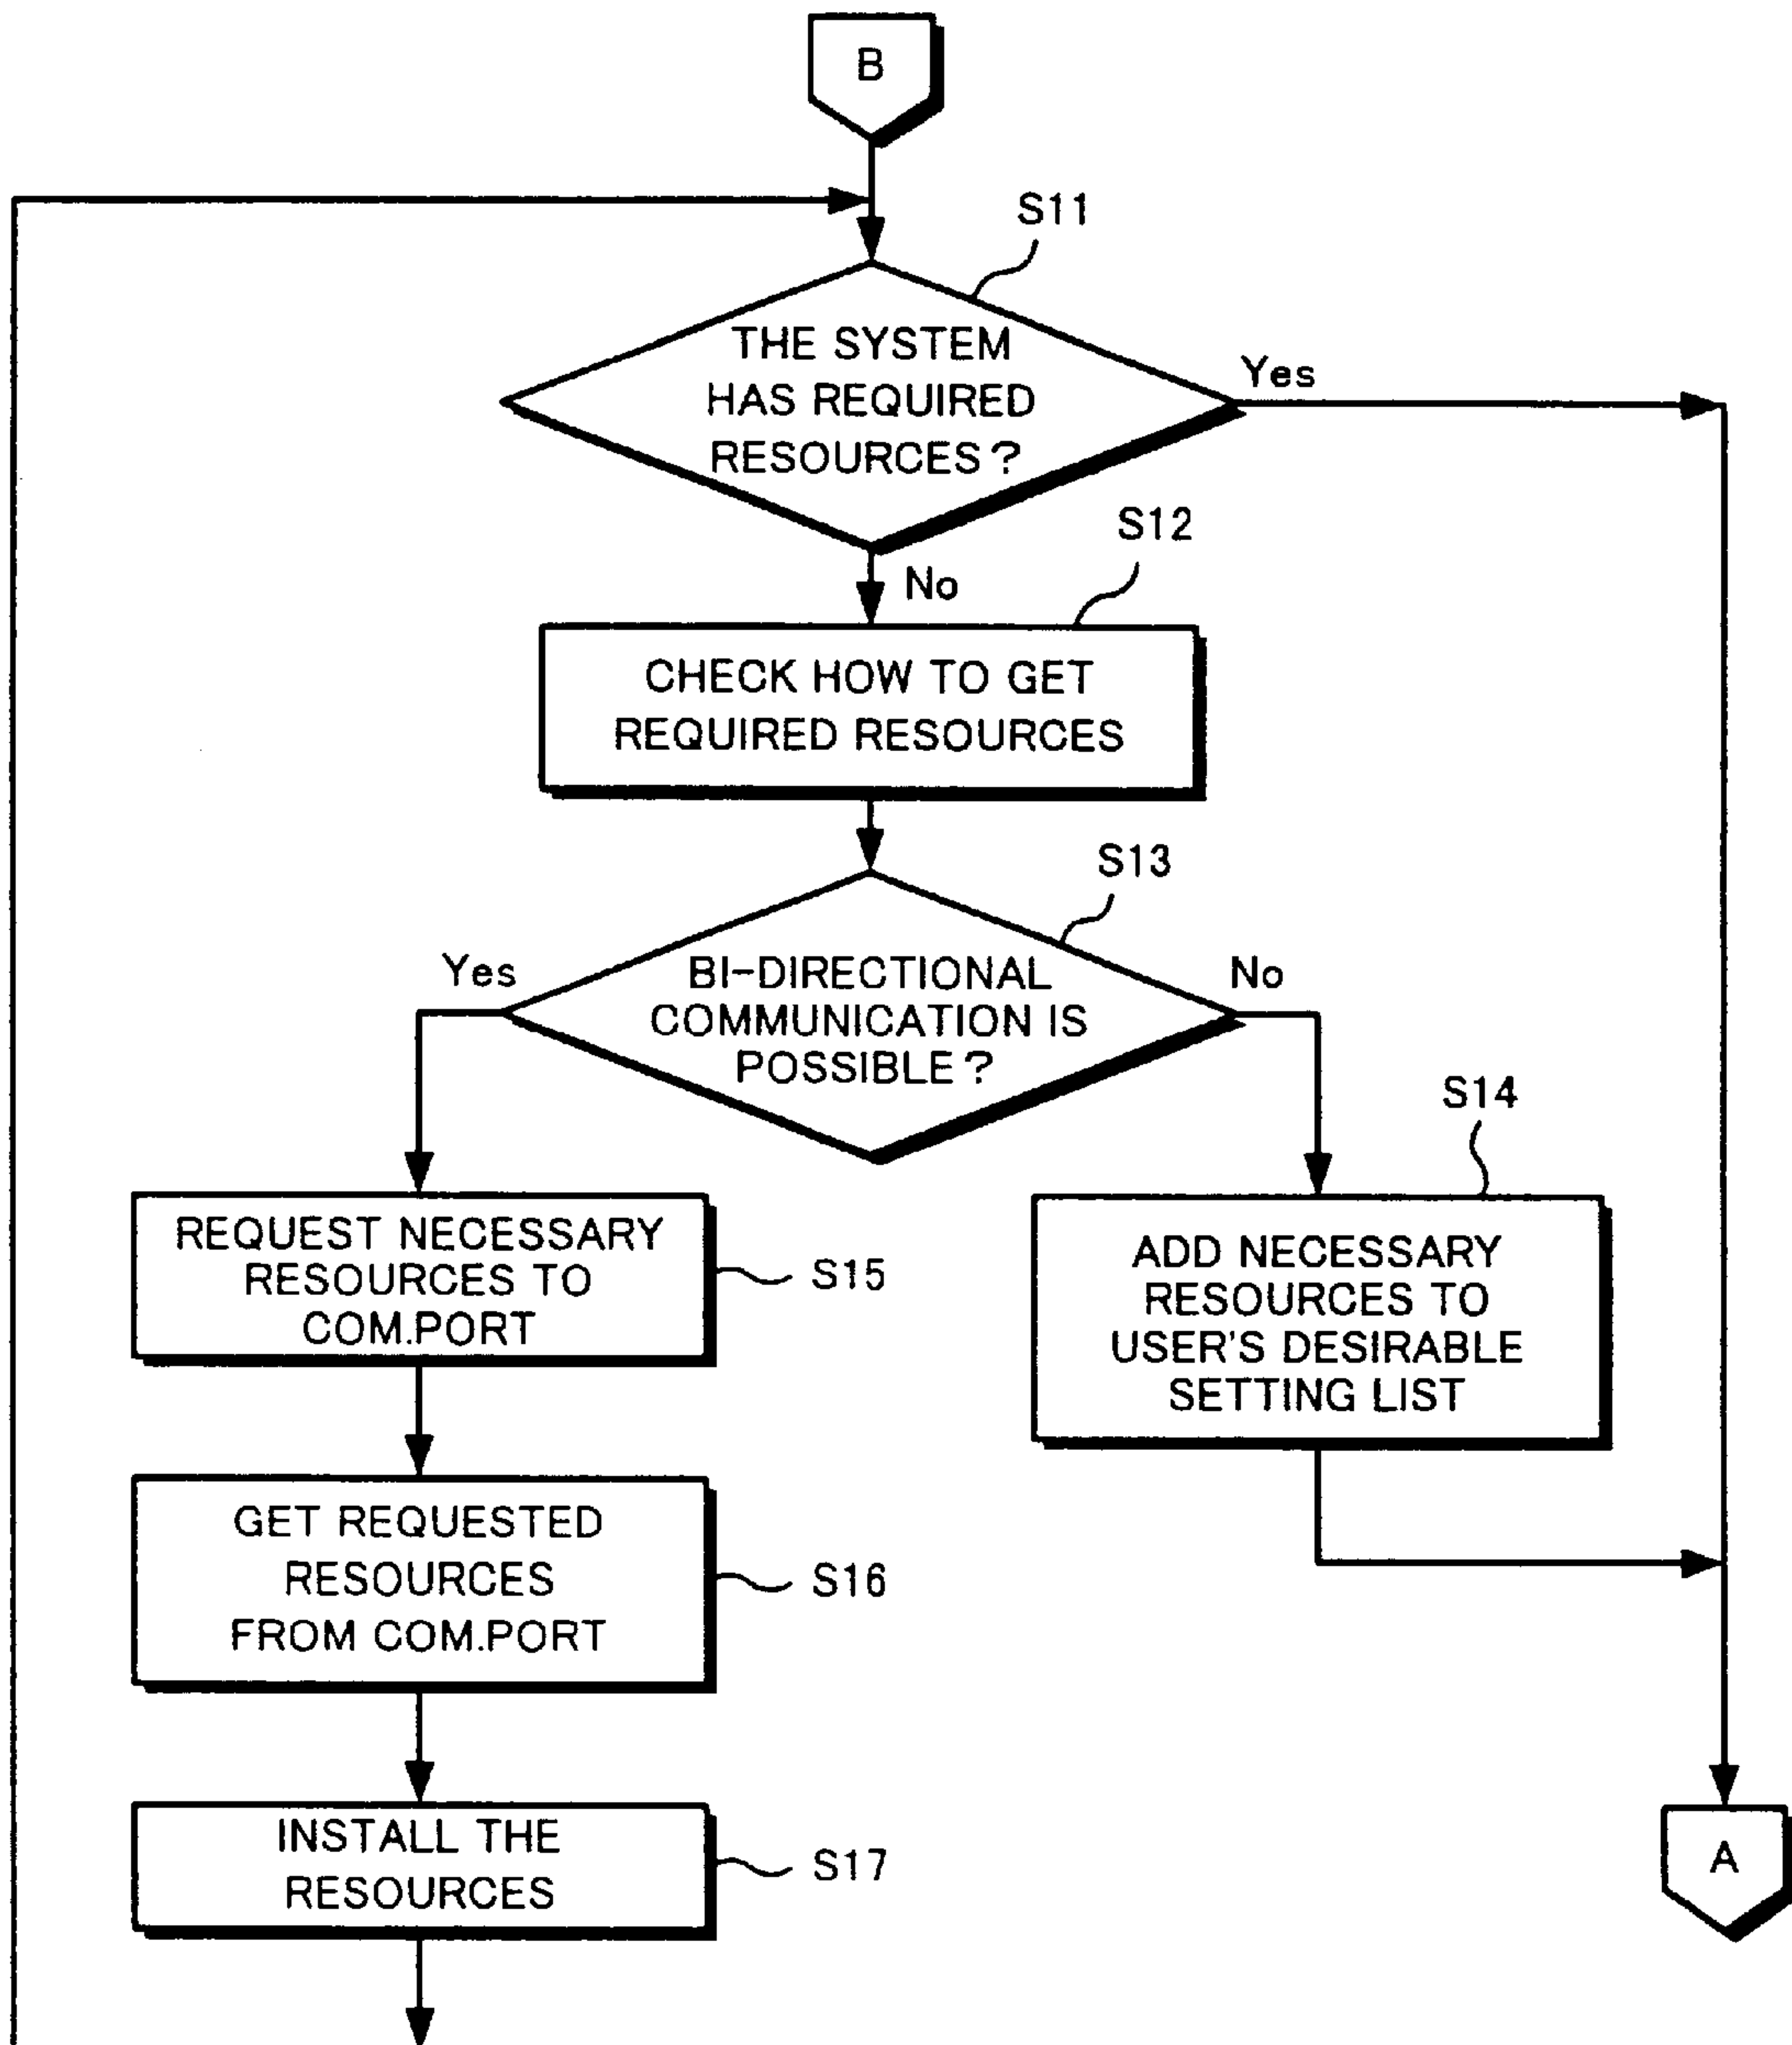 B
S11
THE SYSTEM
HAS REQUIRED
RESOURCES?
Yes
S12
No
CHECK HOW TO GET
REQUIRED RESOURCES
S13
Yes
BI-DIRECTIONAL
COMMUNICATION IS
POSSIBLE?
No
S14
REQUEST NECESSARY
RESOURCES TO
COM.PORT
S15
ADD NECESSARY
RESOURCES TO
USER'S DESIRABLE
SETTING LIST
GET REQUESTED
RESOURCES
FROM COM.PORT
S16
INSTALL THE
RESOURCES
S17
A